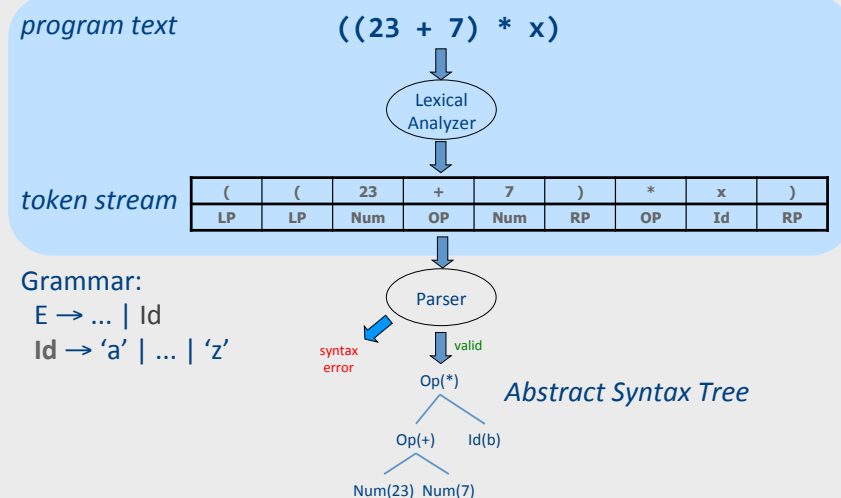 program text
((23 + 7) * x)
Lexical
Analyzer
token stream
( ( 23 + 7 ) * x )
LP LP Num OP Num RP OP Id RP
Grammar:
E → ... | Id
Id → ‘a’ | ... | ‘z’
Parser
syntax
error
valid
Op(*)
Abstract Syntax Tree
Op(+) Id(b)
Num(23) Num(7)